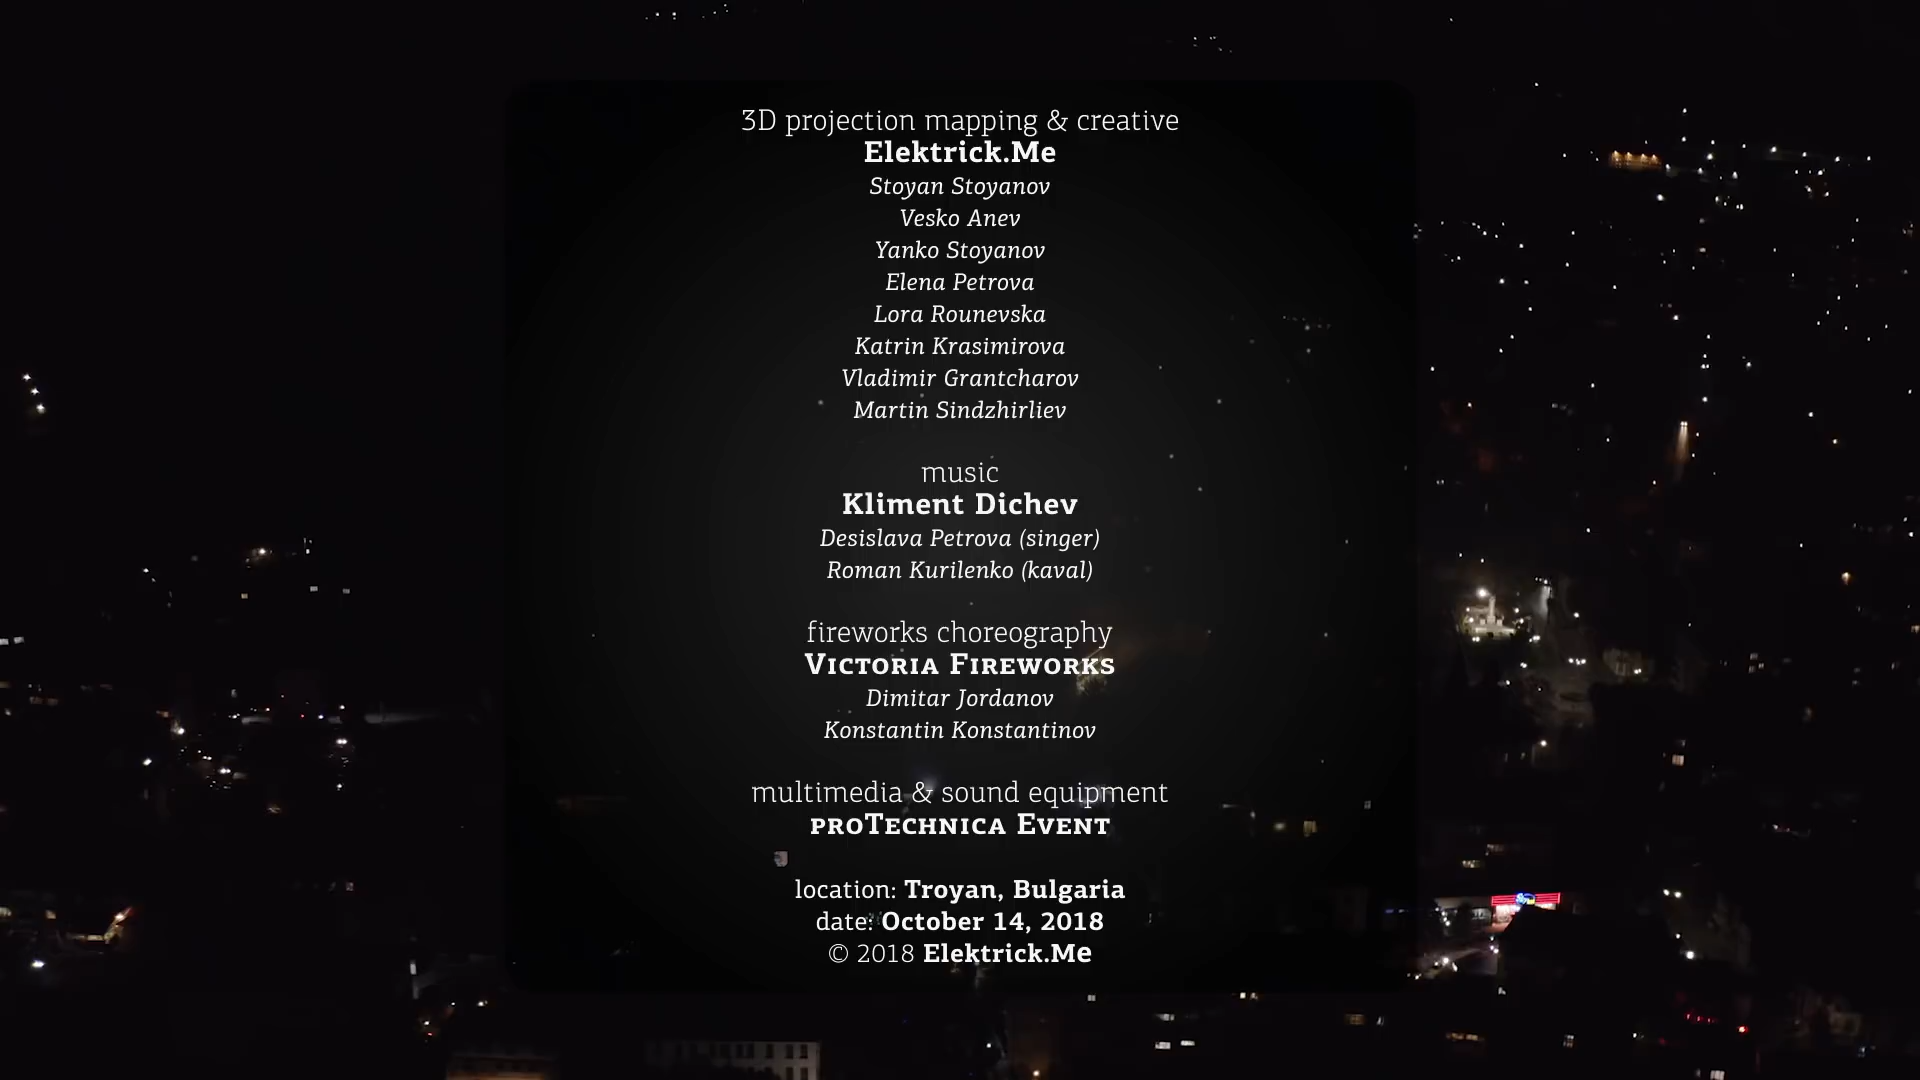 3D projection mapping & creative
Elektrick.Me
Stoyan Stoyanov
Vesko Anev
Yanko Stoyanov
Elena Petrova
Lora Rounevska
Katrin Krasimirova
Vladimir Grantcharov
Martin Sindzhirliev
music
Kliment Dichev
Desislava Petrova (singer)
Roman Kurilenko (kaval)
fireworks choreography
Victoria Fireworks
Dimitar Jordanov
Konstantin Konstantinov
multimedia & sound equipment
proTechnica Event
location: Troyan, Bulgaria
date: October 14, 2018
© 2018 Elektrick.Me